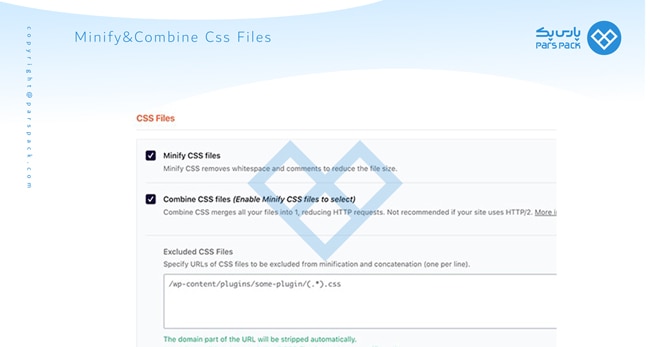 Minify&Combine Css Files
پارس پک
PARS PACK
copyright@parspack.com
CSS Files
Minify CSS files
Minify CSS removes whitespace and comments to reduce the file size.
Combine CSS files (Enable Minify CSS files to select)
Combine CSS merges all your files into 1, reducing HTTP requests. Not recommended if your site uses HTTP/2. More in
Excluded CSS Files
Specify URLs of CSS files to be excluded from minification and concatenation (one per line).
/wp-content/plugins/some-plugin/(.*).css
The domain part of the URL will be stripped automatically.